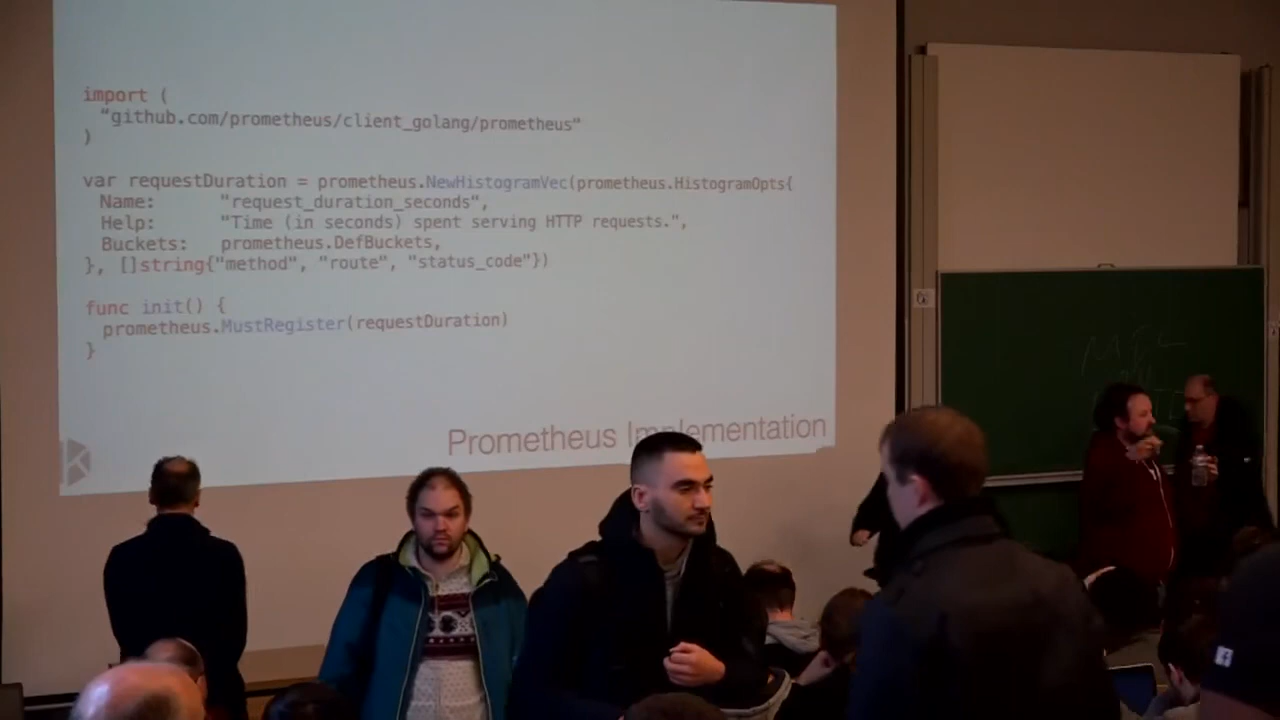 import (
"github.com/prometheus/client_golang/prometheus"
)
var requestDuration = prometheus.NewHistogramVec(prometheus.HistogramOpts{
Name: "request_duration_seconds",
Help: "Time (in seconds) spent serving HTTP requests.",
Buckets: prometheus.DefBuckets,
}, []string{"method", "route", "status_code"})
func init() {
prometheus.MustRegister(requestDuration)
}
Prometheus Implementation